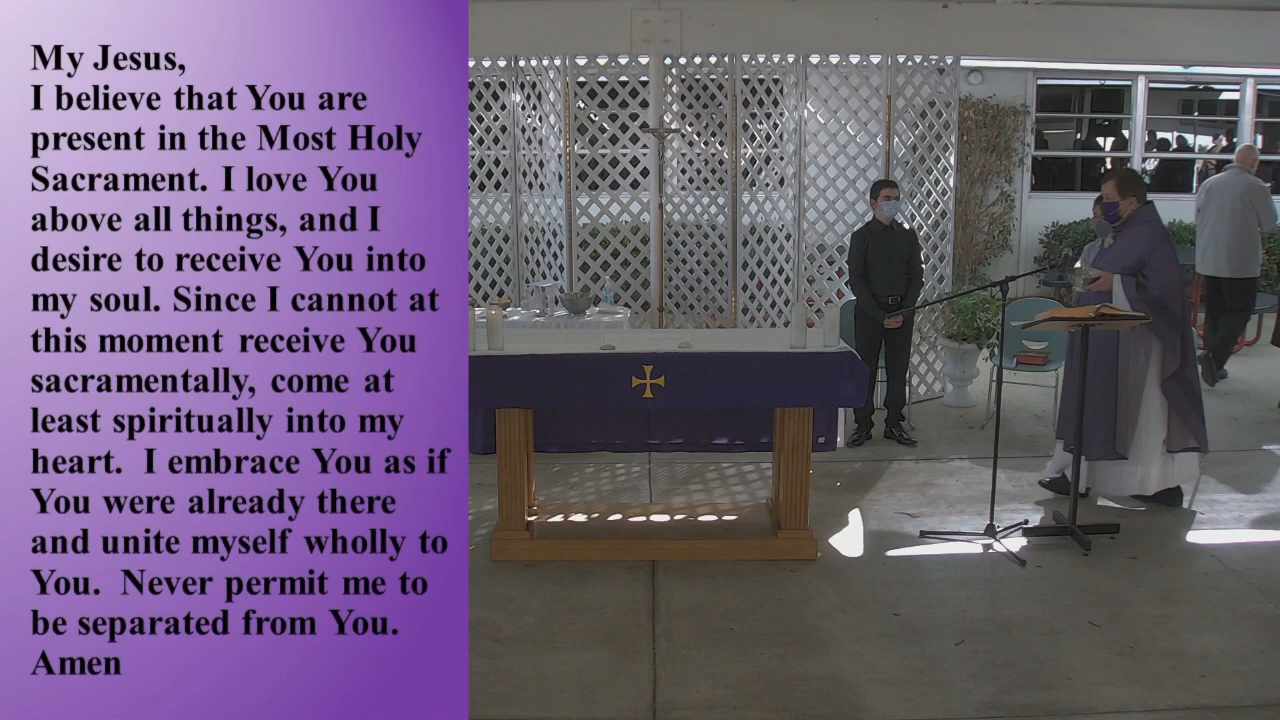 My Jesus,
I believe that You are
present in the Most Holy
Sacrament. I love You
above all things, and I
desire to receive You into
my soul. Since I cannot at
this moment receive You
sacramentally, come at
least spiritually into my
heart. I embrace You as if
You were already there
and unite myself wholly to
You. Never permit me to
be separated from You.
Amen